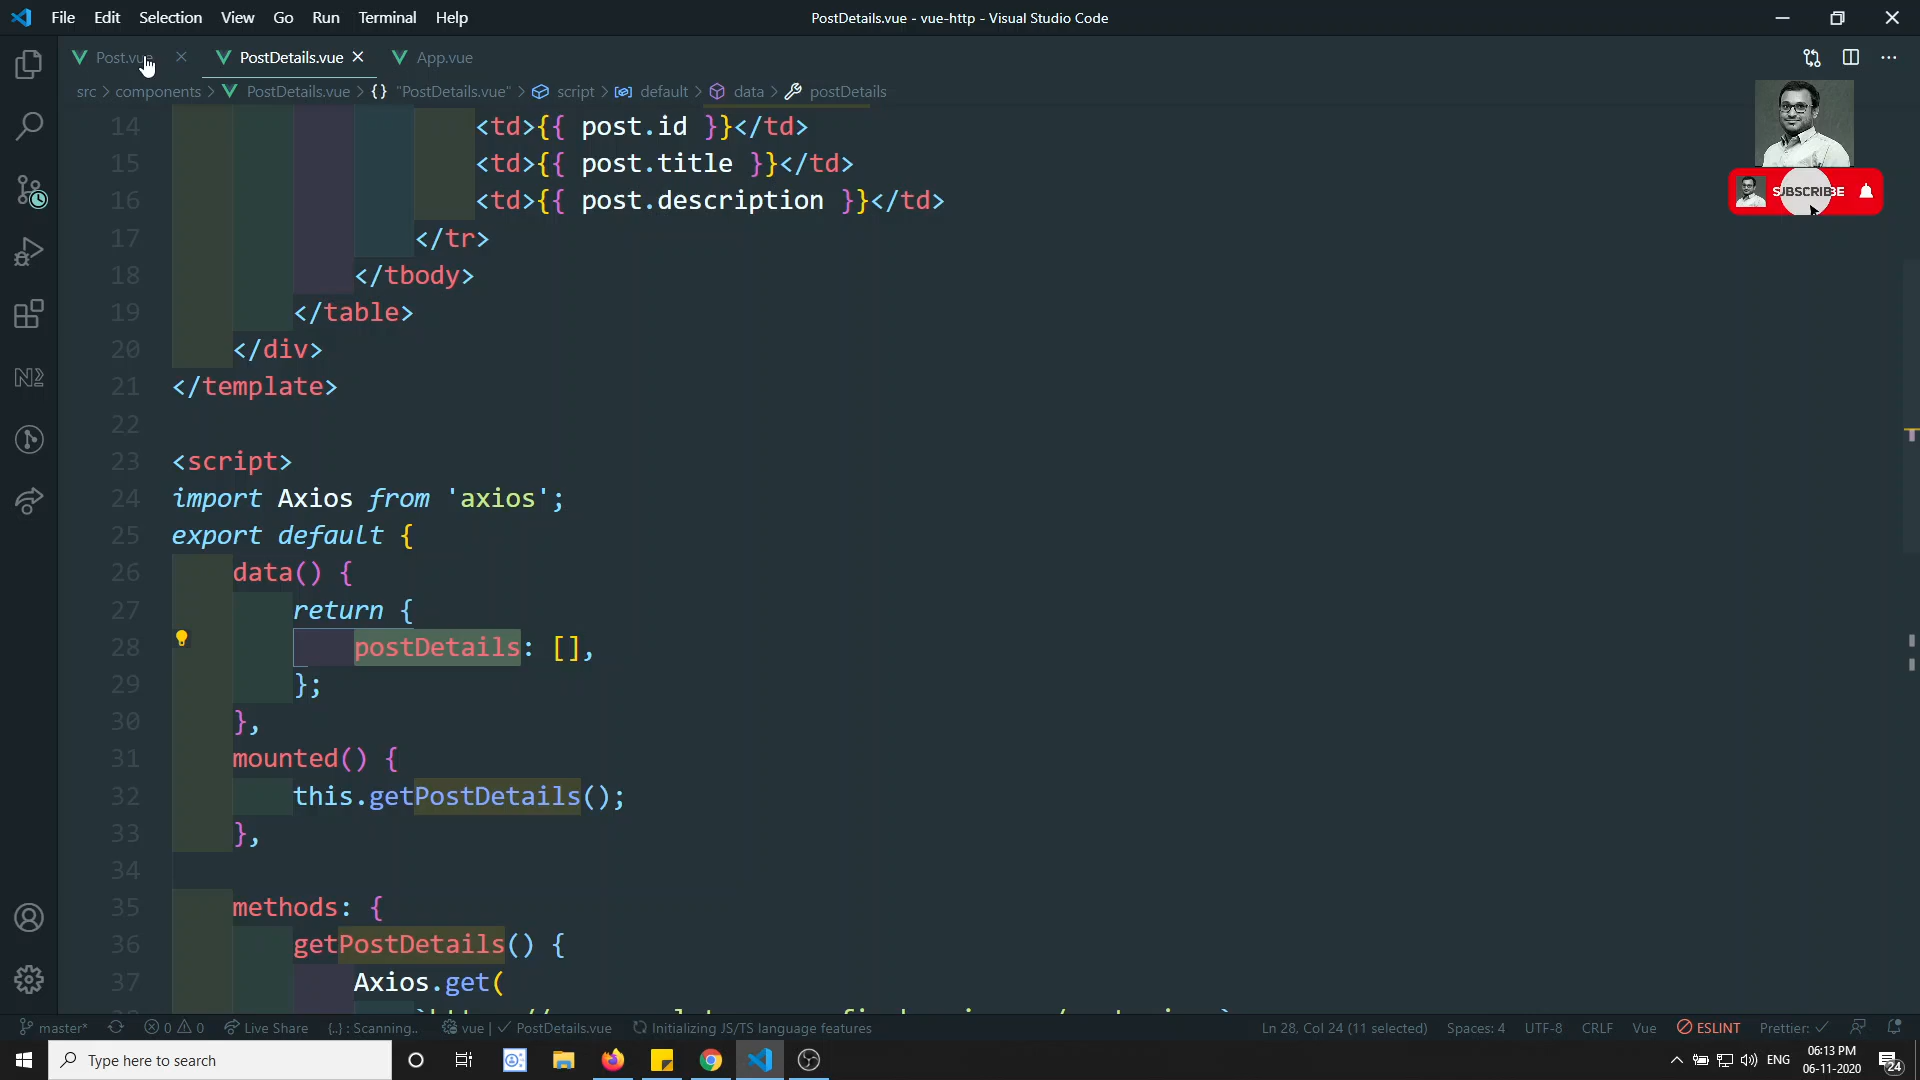 File Edit Selection View Go Run Terminal Help
PostDetails.vue - vue-http - Visual Studio Code
Post.vue PostDetails.vue App.vue
src > components > PostDetails.vue > {} "PostDetails.vue" > script > default > data > postDetails
14 <td>{{ post.id }}</td>
15 <td>{{ post.title }}</td>
16 <td>{{ post.description }}</td>
SUBSCRIBE
17 </tr>
18 </tbody>
19 </table>
20 </div>
21 </template>
22
23 <script>
24 import Axios from 'axios';
25 export default {
26 data() {
27 return {
28 postDetails: [],
29 };
30 },
31 mounted() {
32 this.getPostDetails();
33 },
34
35 methods: {
36 getPostDetails() {
37 Axios.get(
master* 0 0 Live Share {..} : Scanning.. vue | PostDetails.vue Initializing JS/TS language features Ln 28, Col 24 (11 selected) Spaces: 4 UTF-8 CRLF Vue ESLINT Prettier:
Type here to search
ENG
06:13 PM
06-11-2020
24